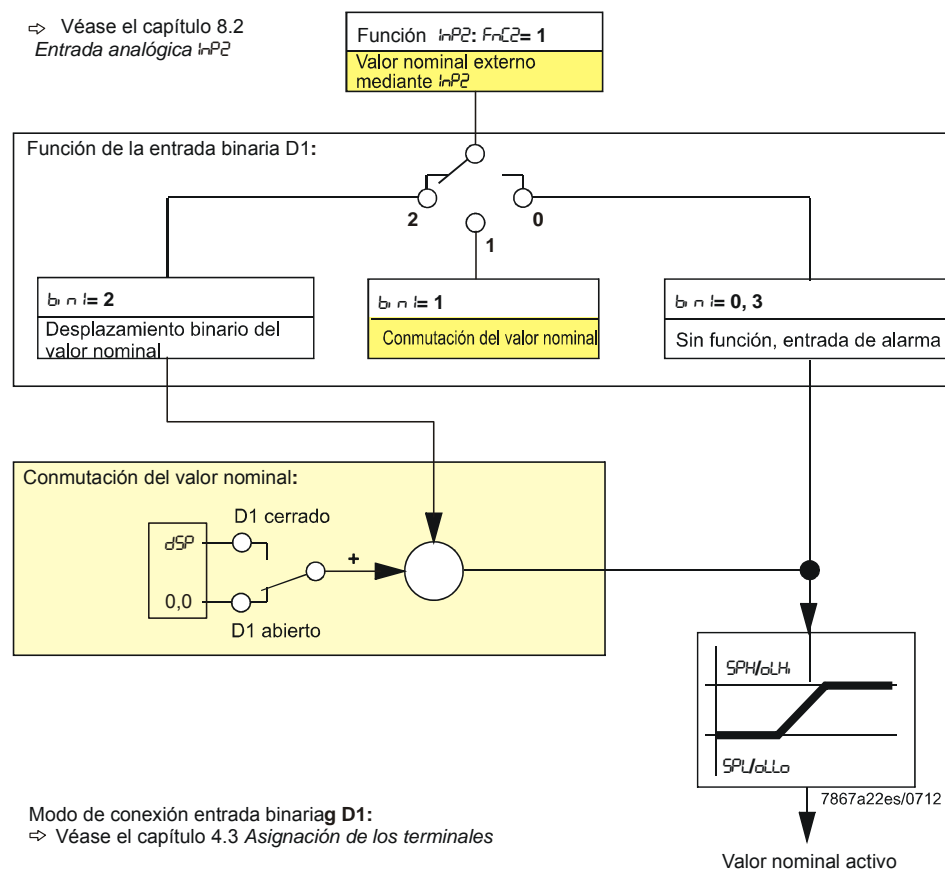 ⇨ Véase el capítulo 8.2
Entrada analógica InP2
Función InP2: FnC2= 1
Valor nominal externo
mediante InP2
Función de la entrada binaria D1:
2
0
1
bin1= 2
Desplazamiento binario del
valor nominal
bin1= 1
Conmutación del valor nominal
bin1= 0, 3
Sin función, entrada de alarma
Conmutación del valor nominal:
D1 cerrado
dSP
+
0,0
D1 abierto
SPH/oLHi
SPL/oLLo
7867a22es/0712
Modo de conexión entrada binariag D1:
⇨ Véase el capítulo 4.3 Asignación de los terminales
Valor nominal activo